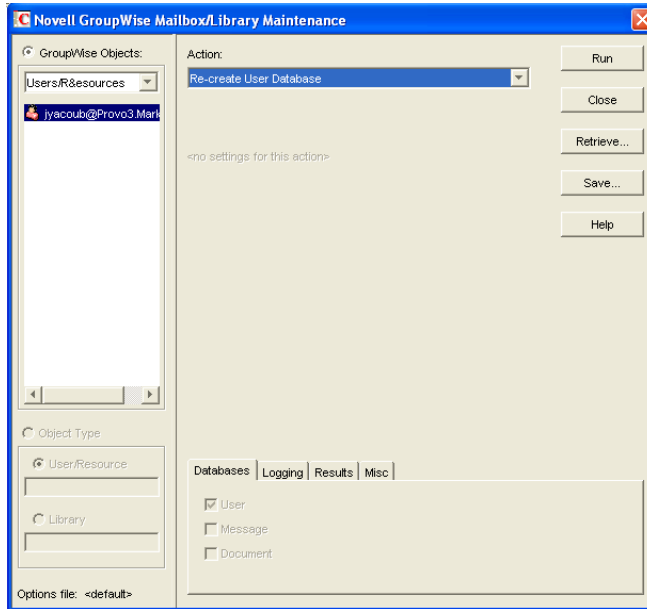 Novell GroupWise Mailbox/Library Maintenance
GroupWise Objects:
Users/R&esources
jyacoub@Provo3.Mark
Object Type
User/Resource
Library
Options file: <default>
Action:
Re-create User Database
<no settings for this action>
Databases
Logging
Results
Misc
User
Message
Document
Run
Close
Retrieve...
Save...
Help